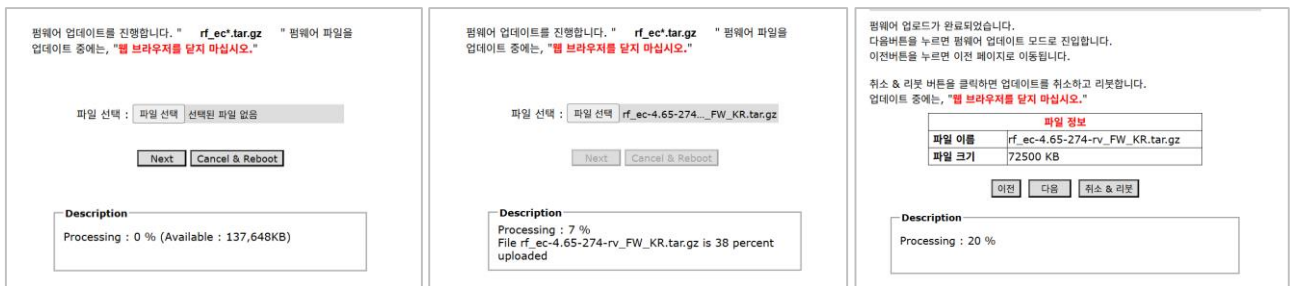 펌웨어 업데이트를 진행합니다. " rf_ec*.tar.gz " 펌웨어 파일을
업데이트 중에는, "웹 브라우저를 닫지 마십시오."
파일 선택 : 파일 선택 선택된 파일 없음
Next Cancel & Reboot
Description
Processing : 0 % (Available : 137,648KB)
펌웨어 업데이트를 진행합니다. " rf_ec*.tar.gz " 펌웨어 파일을
업데이트 중에는, "웹 브라우저를 닫지 마십시오."
파일 선택 : 파일 선택 rf_ec-4.65-274..._FW_KR.tar.gz
Next Cancel & Reboot
Description
Processing : 7 %
File rf_ec-4.65-274-rv_FW_KR.tar.gz is 38 percent
uploaded
펌웨어 업로드가 완료되었습니다.
다음버튼을 누르면 펌웨어 업데이트 모드로 진입합니다.
이전버튼을 누르면 이전 페이지로 이동됩니다.
취소 & 리붓 버튼을 클릭하면 업데이트를 취소하고 리붓합니다.
업데이트 중에는, "웹 브라우저를 닫지 마십시오."
파일 정보
파일 이름 rf_ec-4.65-274-rv_FW_KR.tar.gz
파일 크기 72500 KB
이전 다음 취소 & 리붓
Description
Processing : 20 %